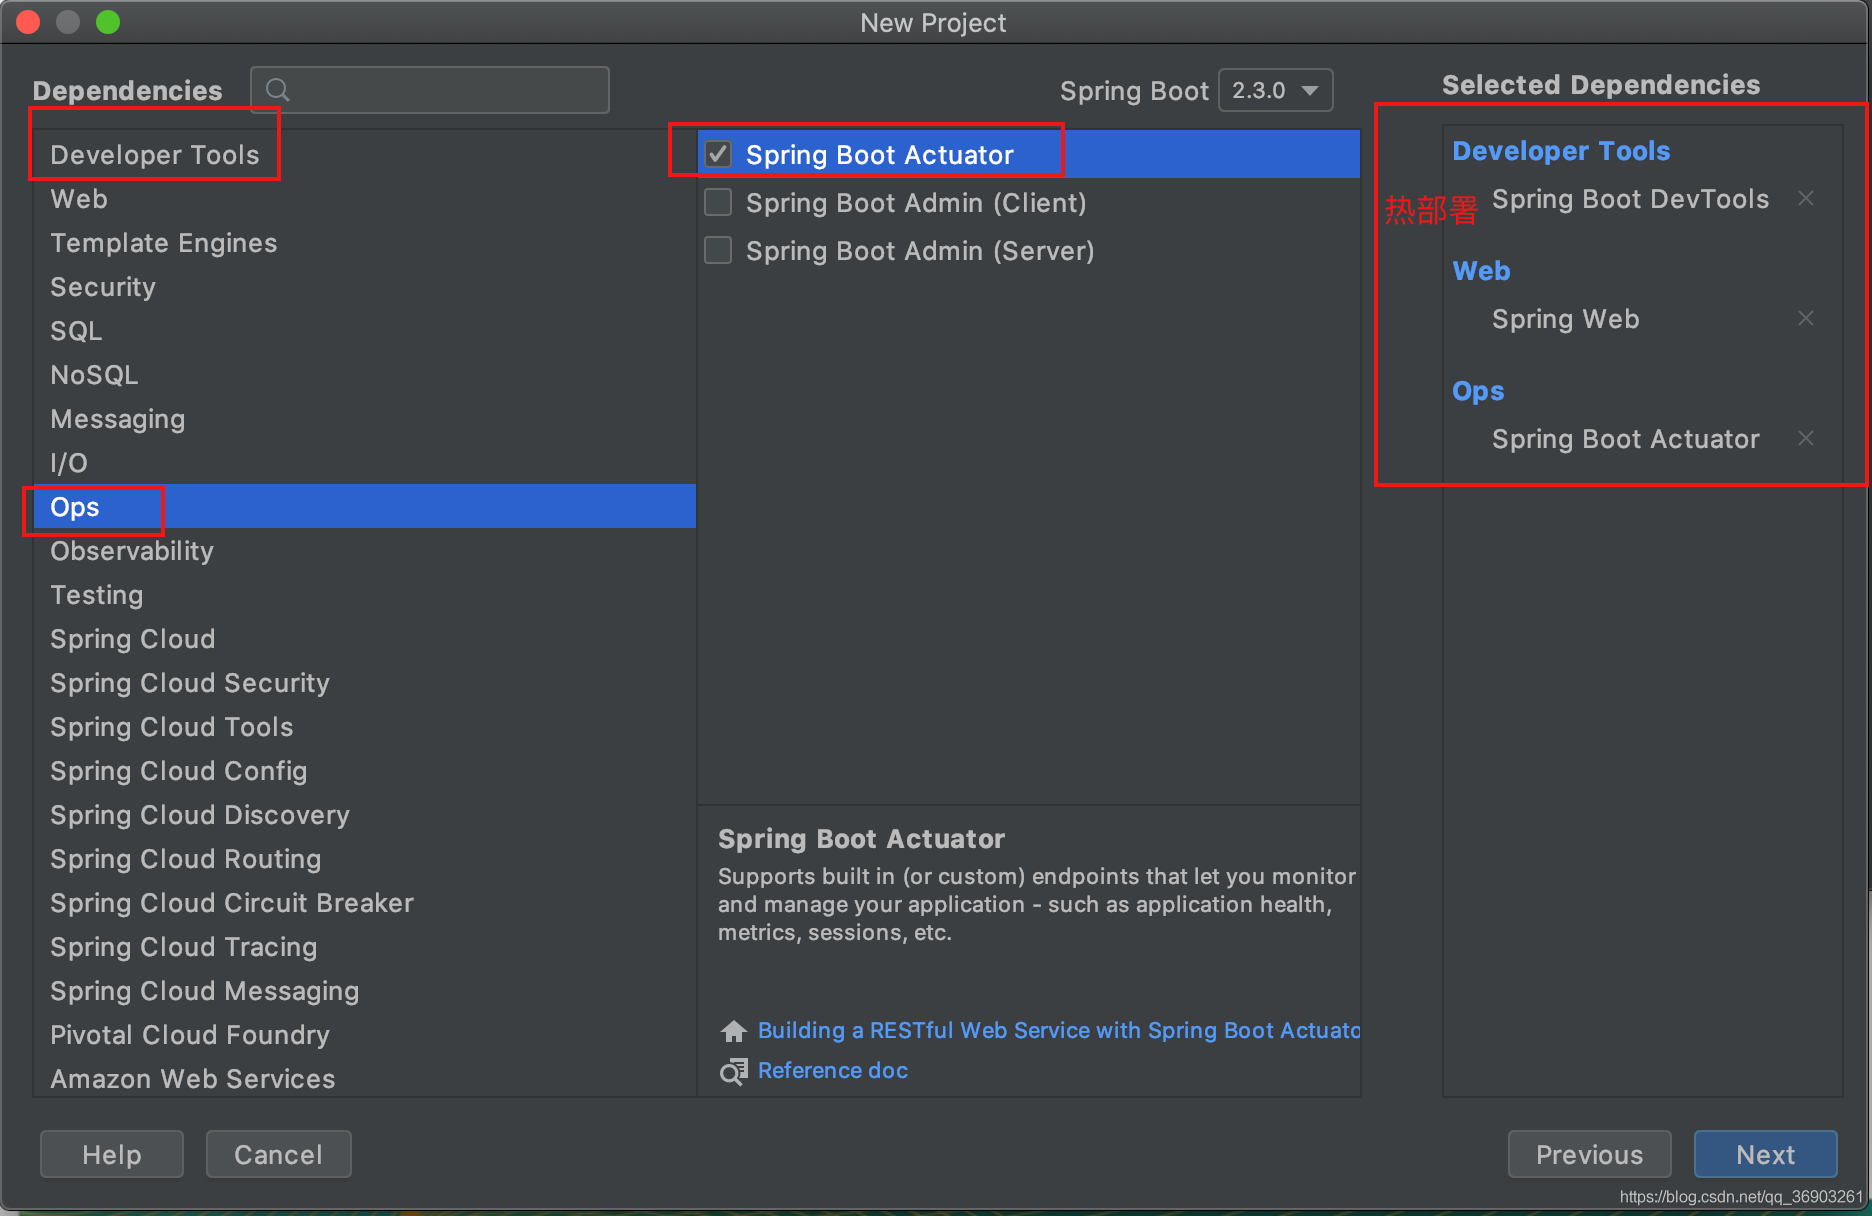 New Project
Dependencies
Spring Boot 2.3.0
Selected Dependencies
Developer Tools
Web
Template Engines
Security
SQL
NoSQL
Messaging
I/O
Ops
Observability
Testing
Spring Cloud
Spring Cloud Security
Spring Cloud Tools
Spring Cloud Config
Spring Cloud Discovery
Spring Cloud Routing
Spring Cloud Circuit Breaker
Spring Cloud Tracing
Spring Cloud Messaging
Pivotal Cloud Foundry
Amazon Web Services
Spring Boot Actuator
Spring Boot Admin (Client)
Spring Boot Admin (Server)
Spring Boot Actuator
Supports built in (or custom) endpoints that let you monitor
and manage your application - such as application health,
metrics, sessions, etc.
Building a RESTful Web Service with Spring Boot Actuato
Reference doc
Developer Tools
热部署 Spring Boot DevTools
Web
Spring Web
Ops
Spring Boot Actuator
Help
Cancel
Previous
Next
https://blog.csdn.net/qq_36903261